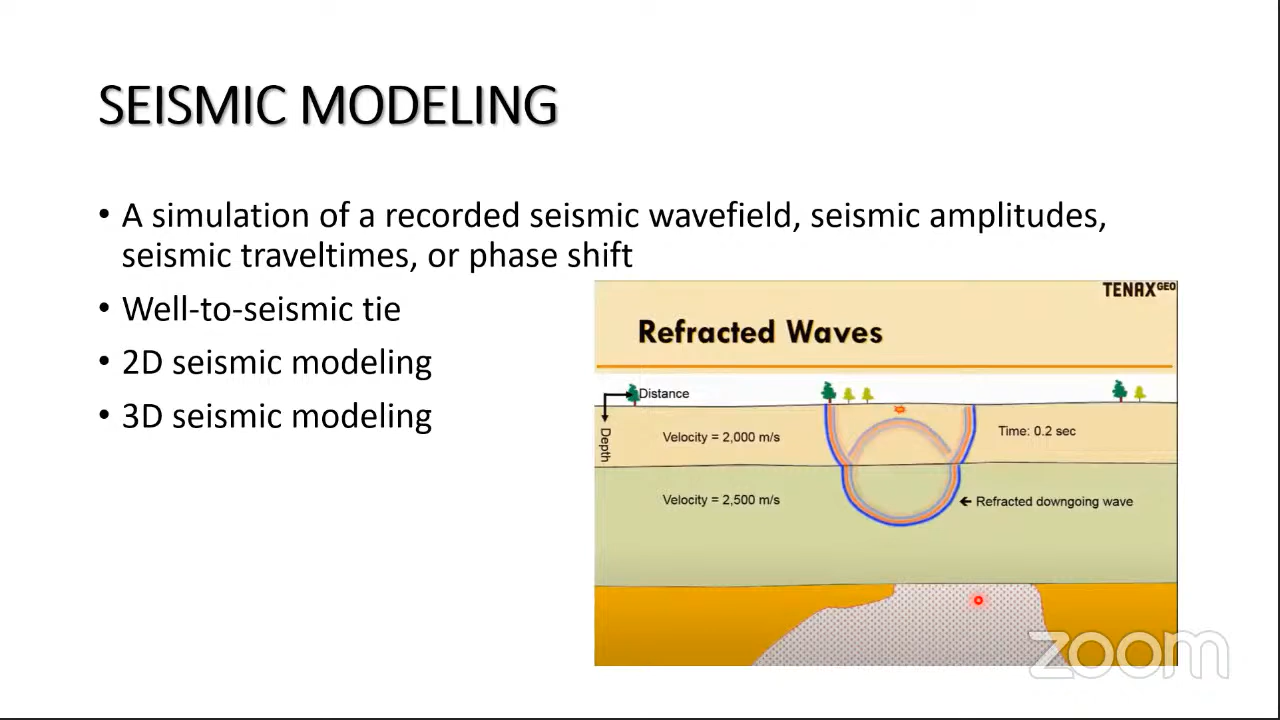 SEISMIC MODELING
• A simulation of a recorded seismic wavefield, seismic amplitudes,
seismic traveltimes, or phase shift
• Well-to-seismic tie
• 2D seismic modeling
• 3D seismic modeling
TENAXGEO
Refracted Waves
Distance
Depth
Velocity = 2,000 m/s
Time: 0.2 sec
Velocity = 2,500 m/s
← Refracted downgoing wave
zoom